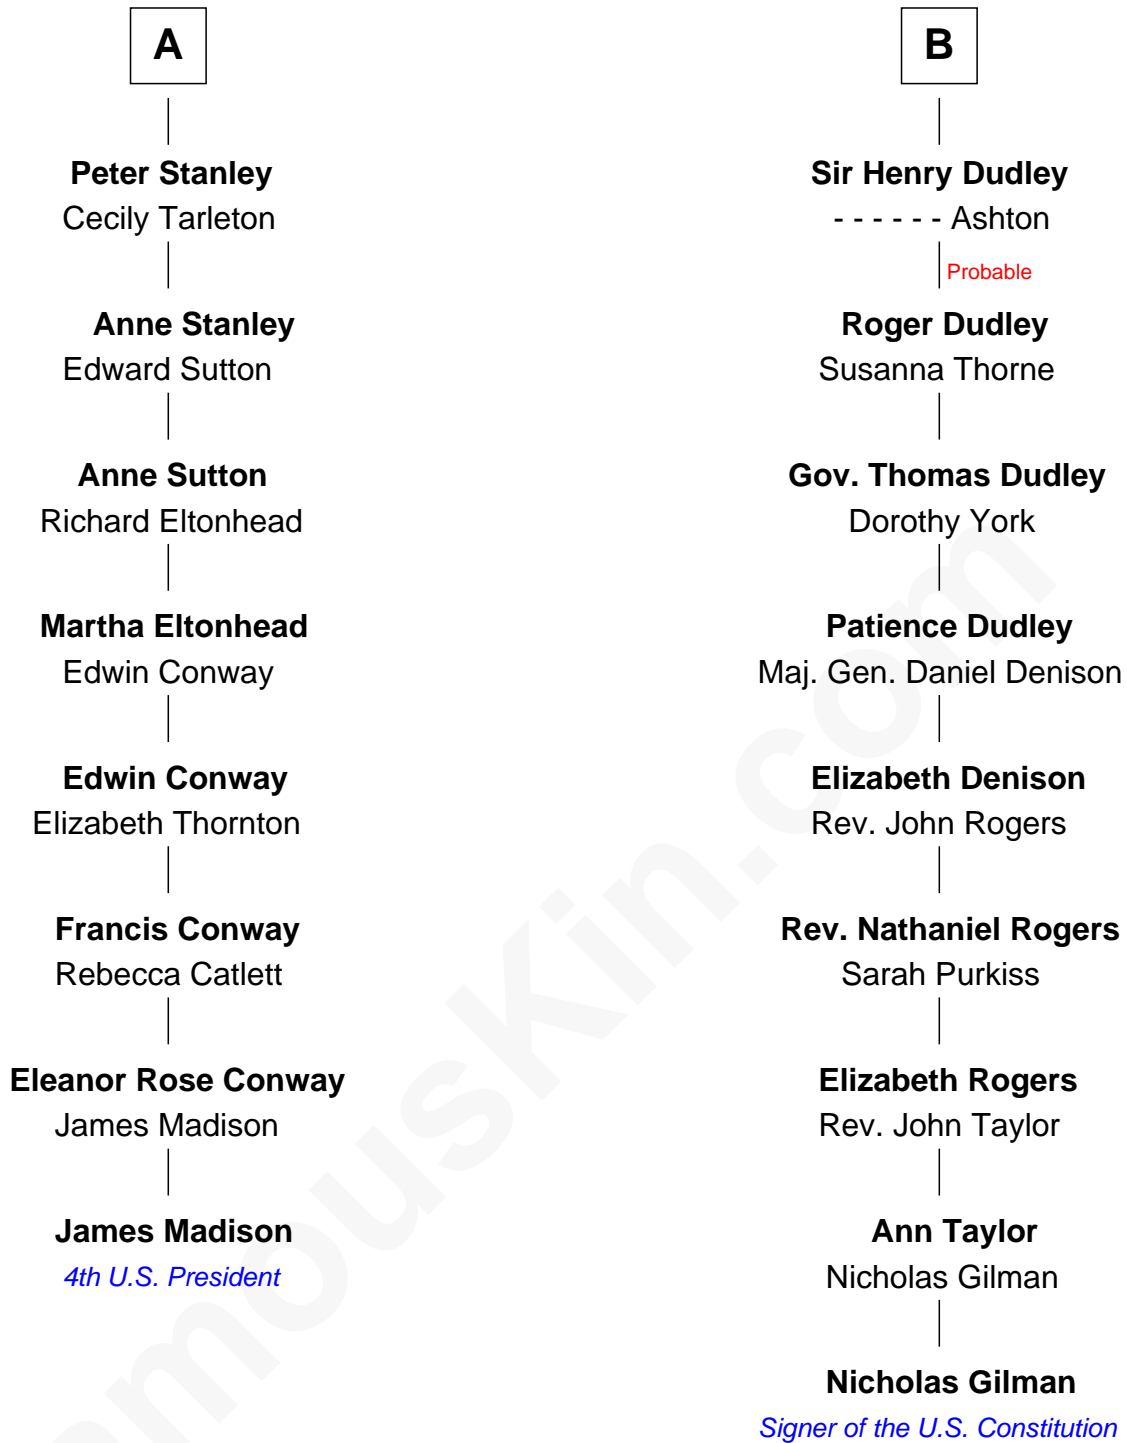 A
Peter Stanley
Cecily Tarleton
Anne Stanley
Edward Sutton
Anne Sutton
Richard Eltonhead
Martha Eltonhead
Edwin Conway
Edwin Conway
Elizabeth Thornton
Francis Conway
Rebecca Catlett
Eleanor Rose Conway
James Madison
James Madison
4th U.S. President
B
Sir Henry Dudley
- - - - - - Ashton
Probable
Roger Dudley
Susanna Thorne
Gov. Thomas Dudley
Dorothy York
Patience Dudley
Maj. Gen. Daniel Denison
Elizabeth Denison
Rev. John Rogers
Rev. Nathaniel Rogers
Sarah Purkiss
Elizabeth Rogers
Rev. John Taylor
Ann Taylor
Nicholas Gilman
Nicholas Gilman
Signer of the U.S. Constitution
amousKin.com